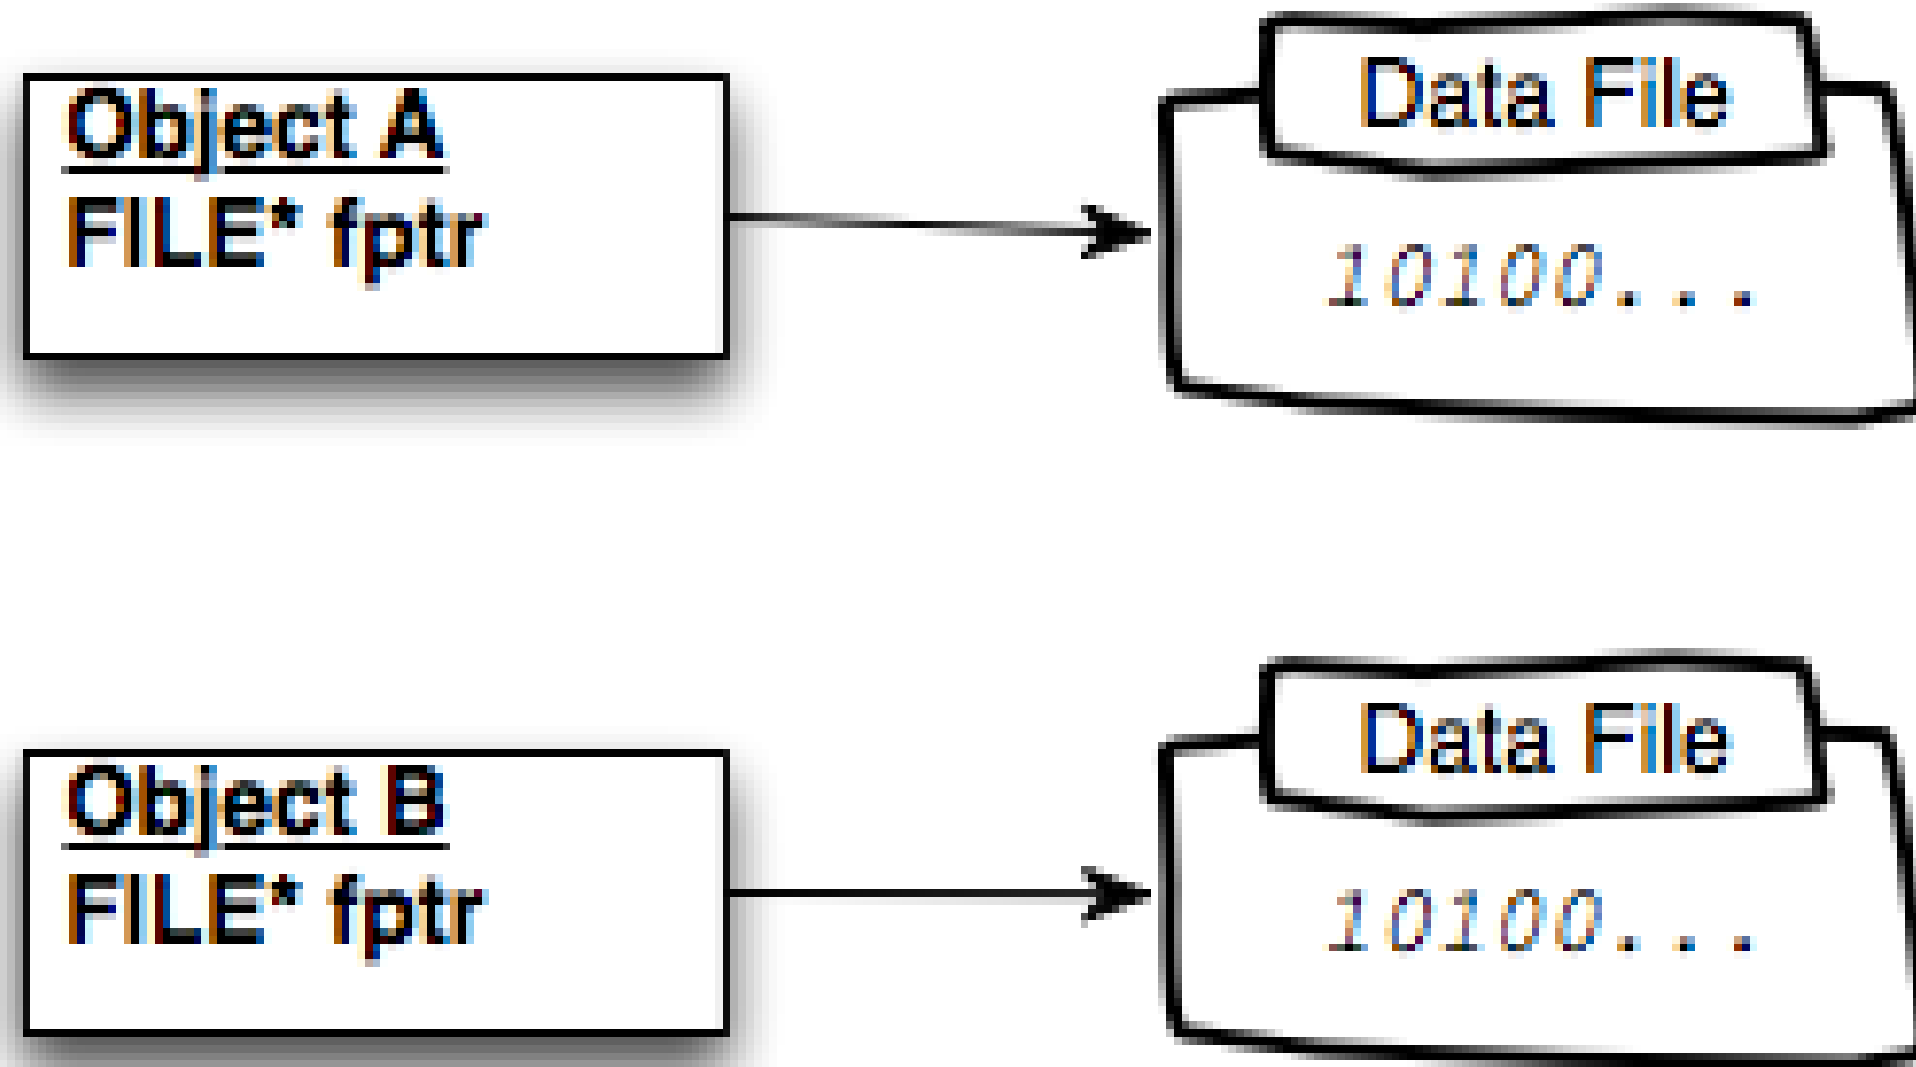 Object A
FILE* fptr
Data File
10100...
Object B
FILE* fptr
Data File
10100...